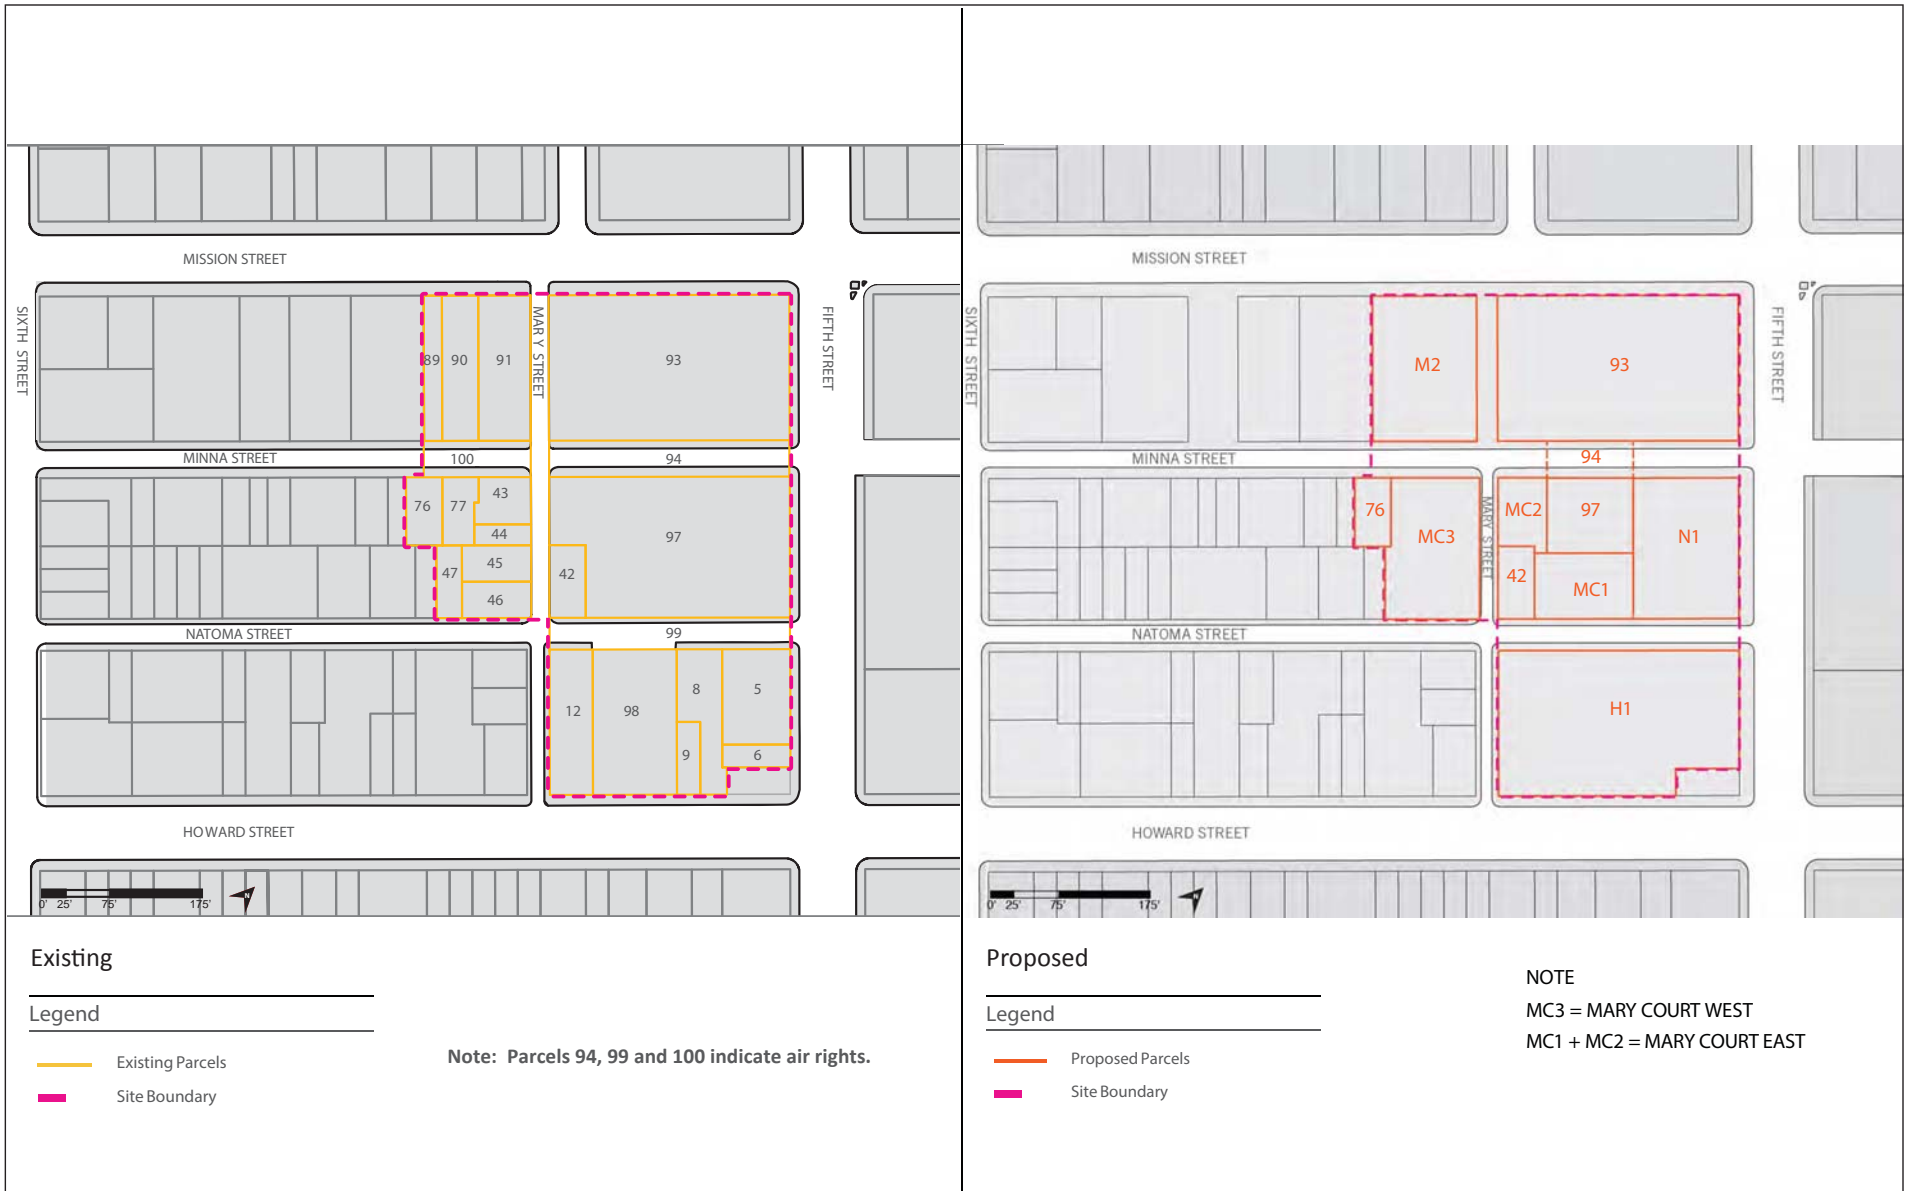 MISSION STREET
SIXTH STREET
MARY STREET
FIFTH STREET
89
90
91
93
MINNA STREET
100
94
76
77
43
44
97
47
45
46
42
NATOMA STREET
99
12
98
8
5
9
6
HOWARD STREET
0' 25' 75' 175'
N
Existing
Legend
Existing Parcels
Site Boundary
Note: Parcels 94, 99 and 100 indicate air rights.
MISSION STREET
SIXTH STREET
FIFTH STREET
M2
93
MINNA STREET
94
76
MC3
MARY STREET
MC2
97
N1
42
MC1
NATOMA STREET
H1
HOWARD STREET
0' 25' 75' 175'
N
Proposed
Legend
Proposed Parcels
Site Boundary
NOTE
MC3 = MARY COURT WEST
MC1 + MC2 = MARY COURT EAST